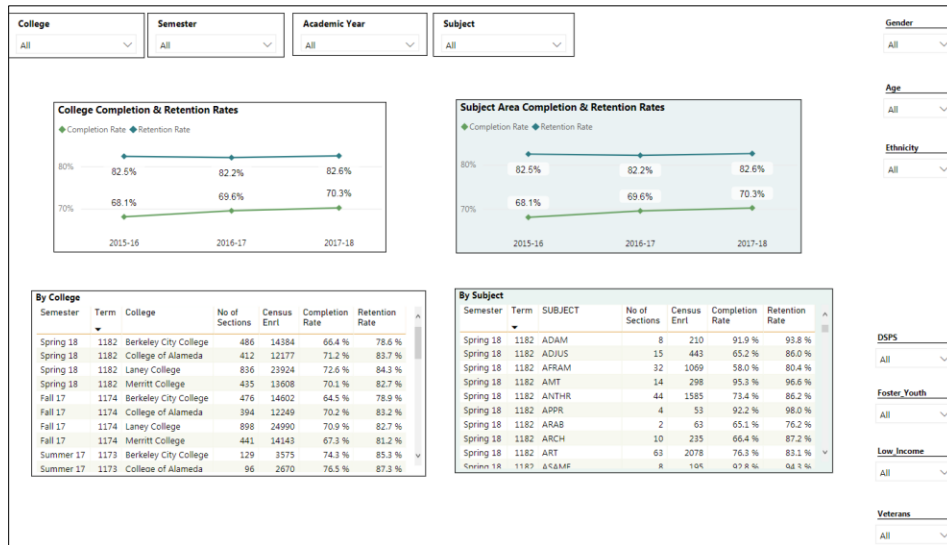 College Semester Academic Year Subject
All All All All
Gender
All
Age
All
Ethnicity
All
College Completion & Retention Rates
Completion Rate Retention Rate
80%
82.5% 82.2% 82.6%
68.1% 69.6% 70.3%
70%
2015-16 2016-17 2017-18
Subject Area Completion & Retention Rates
Completion Rate Retention Rate
80%
82.5% 82.2% 82.6%
68.1% 69.6% 70.3%
70%
2015-16 2016-17 2017-18
By College
Semester Term College No of Sections Census Enrl Completion Rate Retention Rate
Spring 18 1182 Berkeley City College 486 14384 66.4 % 78.6 %
Spring 18 1182 College of Alameda 412 12177 71.2 % 83.7 %
Spring 18 1182 Laney College 836 23924 72.6 % 84.3 %
Spring 18 1182 Merritt College 435 13608 70.1 % 82.7 %
Fall 17 1174 Berkeley City College 476 14602 64.5 % 78.9 %
Fall 17 1174 College of Alameda 394 12249 70.2 % 83.2 %
Fall 17 1174 Laney College 898 24990 70.9 % 82.7 %
Fall 17 1174 Merritt College 441 14143 67.3 % 81.2 %
Summer 17 1173 Berkeley City College 129 3575 74.3 % 85.3 %
Summer 17 1173 College of Alameda 96 2670 76.5 % 87.3 %
By Subject
Semester Term SUBJECT No of Sections Census Enrl Completion Rate Retention Rate
Spring 18 1182 ADAM 8 210 91.9 % 93.8 %
Spring 18 1182 ADJUS 15 443 65.2 % 86.0 %
Spring 18 1182 AFRAM 32 1069 58.0 % 80.4 %
Spring 18 1182 AMT 14 298 95.3 % 96.6 %
Spring 18 1182 ANTHR 44 1585 73.4 % 86.2 %
Spring 18 1182 APPR 4 53 92.2 % 98.0 %
Spring 18 1182 ARAB 2 63 65.1 % 76.2 %
Spring 18 1182 ARCH 10 235 66.4 % 87.2 %
Spring 18 1182 ART 63 2078 76.3 % 83.1 %
Spring 18 1182 ASAME 8 195 92.8 % 94.3 %
DSPS
All
Foster_Youth
All
Low_Income
All
Veterans
All